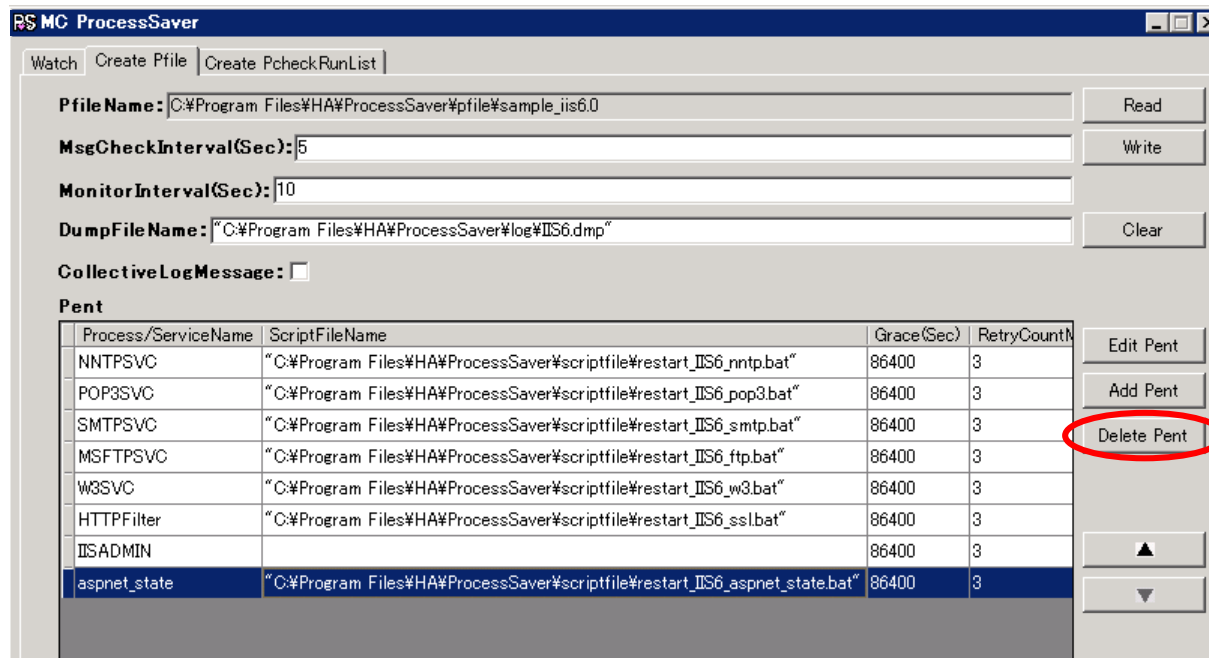 PS MC ProcessSaver
Watch Create Pfile Create PcheckRunList
PfileName: C:¥Program Files¥HA¥ProcessSaver¥pfile¥sample_iis6.0 Read
MsgCheckInterval(Sec): 5 Write
MonitorInterval(Sec): 10
DumpFileName: "C:¥Program Files¥HA¥ProcessSaver¥log¥IIS6.dmp" Clear
CollectiveLogMessage:
Pent
Process/ServiceName ScriptFileName Grace(Sec) RetryCountM
Edit Pent
NNTPSVC "C:¥Program Files¥HA¥ProcessSaver¥scriptfile¥restart_IIS6_nntp.bat" 86400 3
POP3SVC "C:¥Program Files¥HA¥ProcessSaver¥scriptfile¥restart_IIS6_pop3.bat" 86400 3 Add Pent
SMTPSVC "C:¥Program Files¥HA¥ProcessSaver¥scriptfile¥restart_IIS6_smtp.bat" 86400 3 Delete Pent
MSFTPSVC "C:¥Program Files¥HA¥ProcessSaver¥scriptfile¥restart_IIS6_ftp.bat" 86400 3
W3SVC "C:¥Program Files¥HA¥ProcessSaver¥scriptfile¥restart_IIS6_w3.bat" 86400 3
HTTPFilter "C:¥Program Files¥HA¥ProcessSaver¥scriptfile¥restart_IIS6_ssl.bat" 86400 3
IISADMIN 86400 3 ▲
aspnet_state "C:¥Program Files¥HA¥ProcessSaver¥scriptfile¥restart_IIS6_aspnet_state.bat" 86400 3 ▼